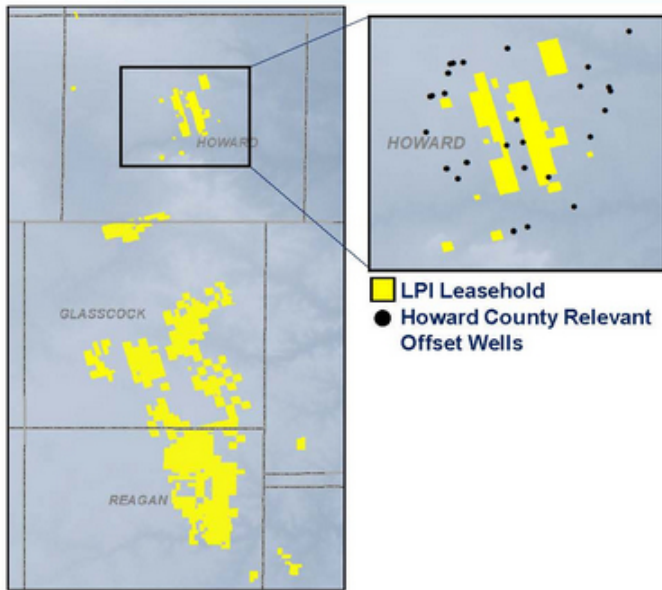 HOWARD
HOWARD
GLASSCOCK
REAGAN
LPI Leasehold
Howard County Relevant
Offset Wells